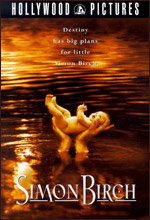 HOLLYWOOD PICTURES
Destiny
has big plans
for little
Simon Birch.
SIMON BIRCH